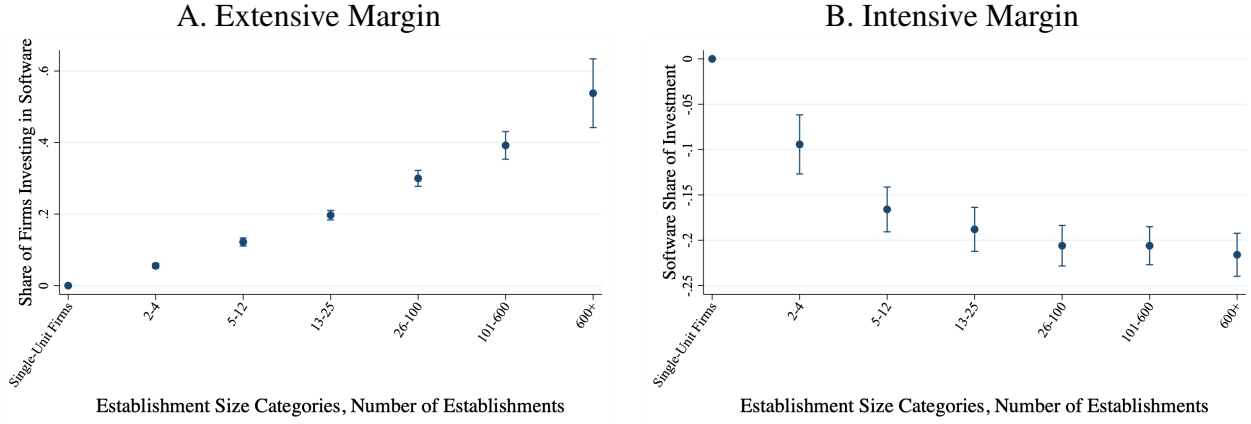 A. Extensive Margin
Share of Firms Investing in Software
.6
.4
.2
0
Single-Unit Firms
2-4
5-12
13-25
26-100
101-600
600+
Establishment Size Categories, Number of Establishments
B. Intensive Margin
Software Share of Investment
0
-.05
-.1
-.15
-.2
-.25
Single-Unit Firms
2-4
5-12
13-25
26-100
101-600
600+
Establishment Size Categories, Number of Establishments